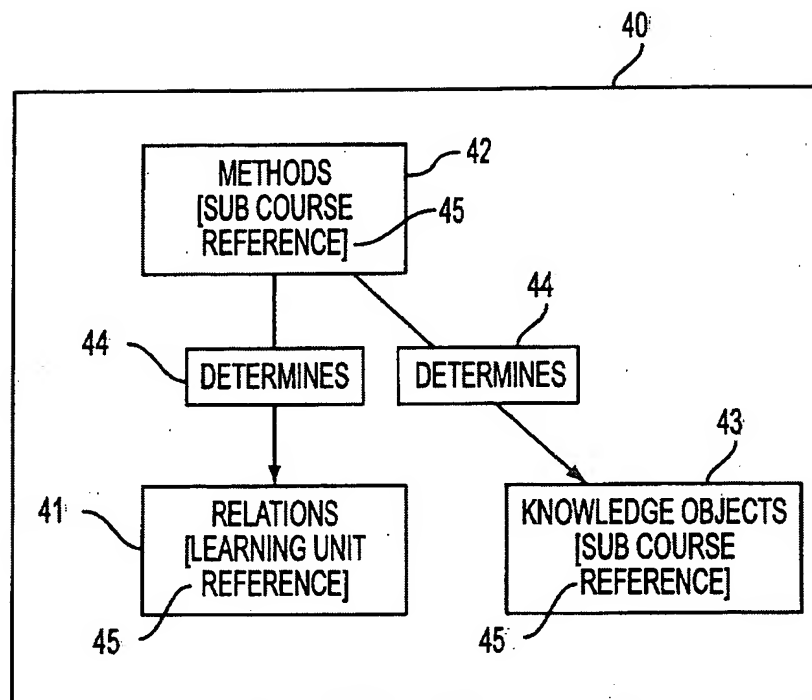 40
METHODS
[SUB COURSE
REFERENCE]
42
45
44
DETERMINES
DETERMINES
44
41
RELATIONS
[LEARNING UNIT
REFERENCE]
45
43
KNOWLEDGE OBJECTS
[SUB COURSE
REFERENCE]
45